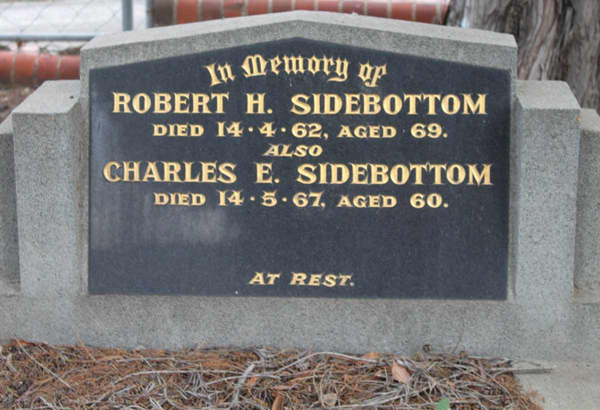 In Memory of
ROBERT H. SIDEBOTTOM
DIED 14·4·62, AGED 69.
ALSO
CHARLES E. SIDEBOTTOM
DIED 14·5·67, AGED 60.
AT REST.